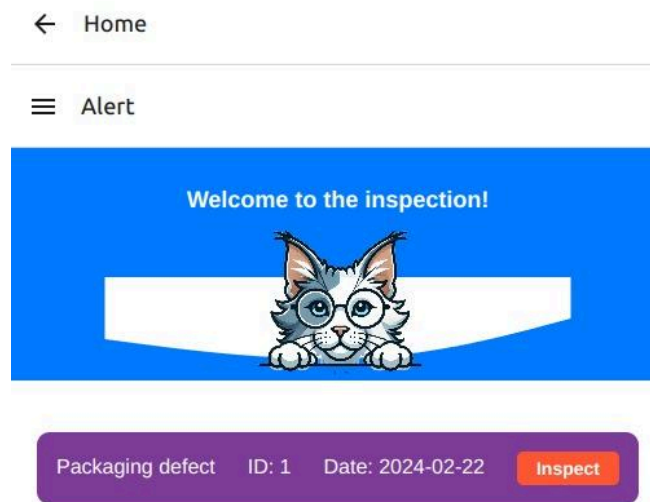 Home
Alert
Welcome to the inspection!
Packaging defect ID: 1 Date: 2024-02-22 Inspect